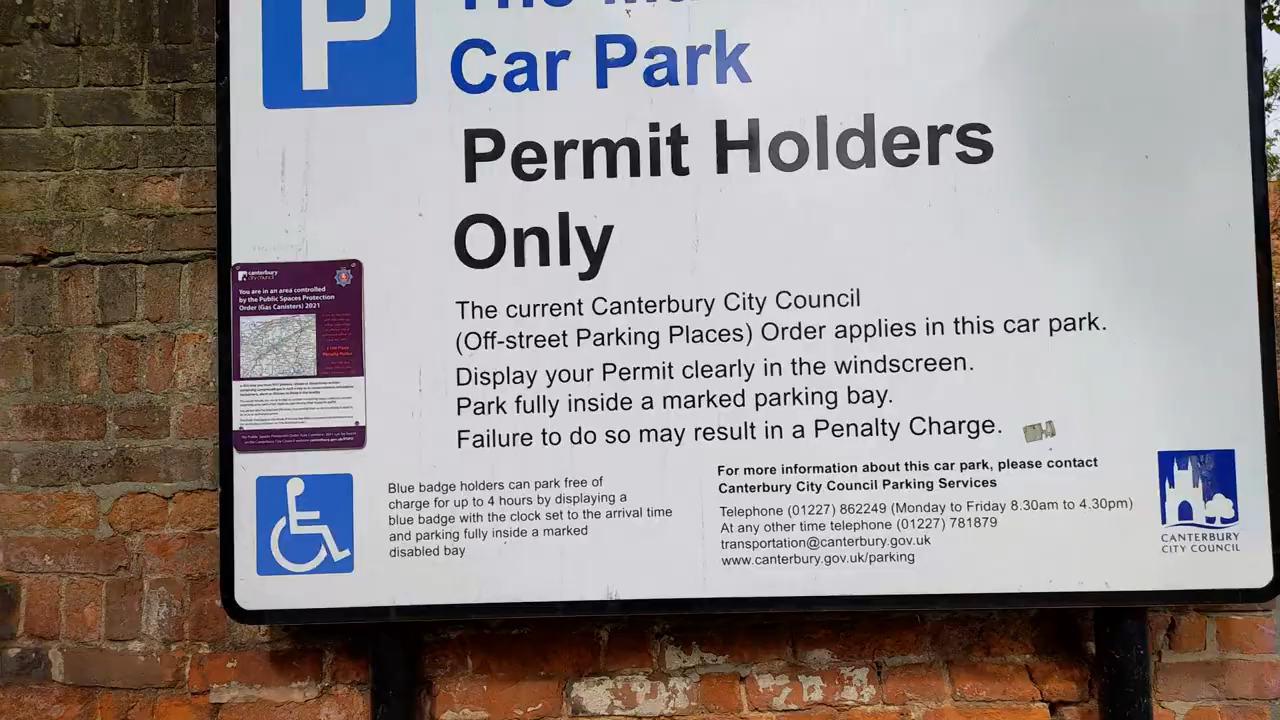 P
The
Car Park
Permit Holders
Only
The current Canterbury City Council
(Off-street Parking Places) Order applies in this car park.
Display your Permit clearly in the windscreen.
Park fully inside a marked parking bay.
Failure to do so may result in a Penalty Charge.
canterbury
city council
You are in an area controlled
by the Public Spaces Protection
Order (Gas Canisters) 2021
Blue badge holders can park free of
charge for up to 4 hours by displaying a
blue badge with the clock set to the arrival time
and parking fully inside a marked
disabled bay
For more information about this car park, please contact
Canterbury City Council Parking Services
Telephone (01227) 862249 (Monday to Friday 8.30am to 4.30pm)
At any other time telephone (01227) 781879
transportation@canterbury.gov.uk
www.canterbury.gov.uk/parking
CANTERBURY
CITY COUNCIL